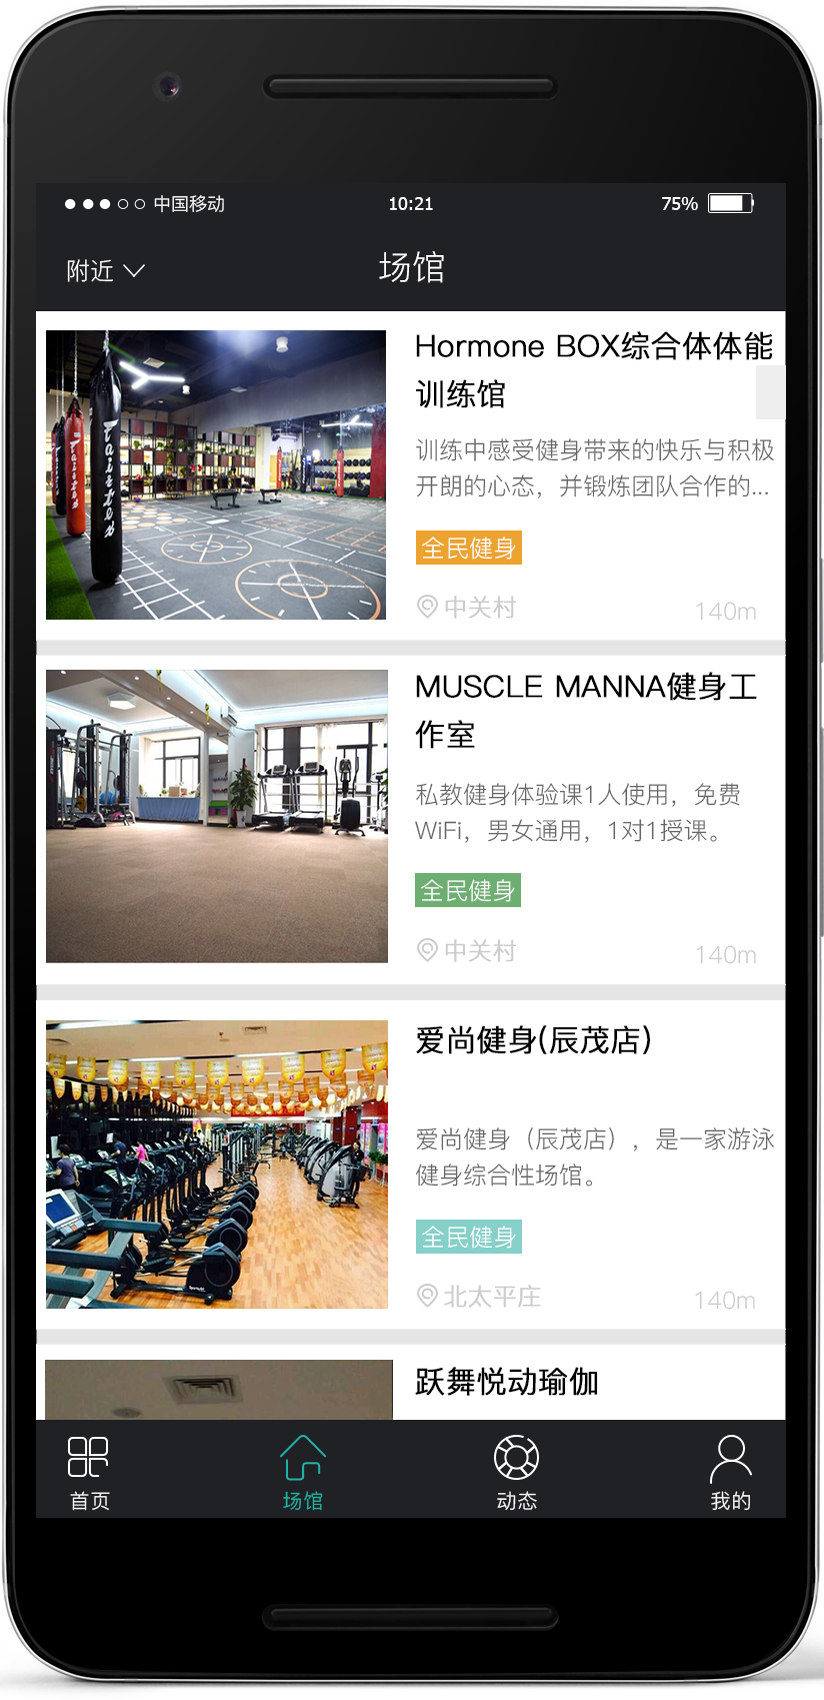 中国移动
10:21
75%
附近
场馆
Hormone BOX综合体体能
训练馆
训练中感受健身带来的快乐与积极
开朗的心态，并锻炼团队合作的...
全民健身
中关村
140m
MUSCLE MANNA健身工
作室
私教健身体验课1人使用，免费
WiFi，男女通用，1对1授课。
全民健身
中关村
140m
爱尚健身(辰茂店)
爱尚健身（辰茂店），是一家游泳
健身综合性场馆。
全民健身
北太平庄
140m
跃舞悦动瑜伽
首页
场馆
动态
我的